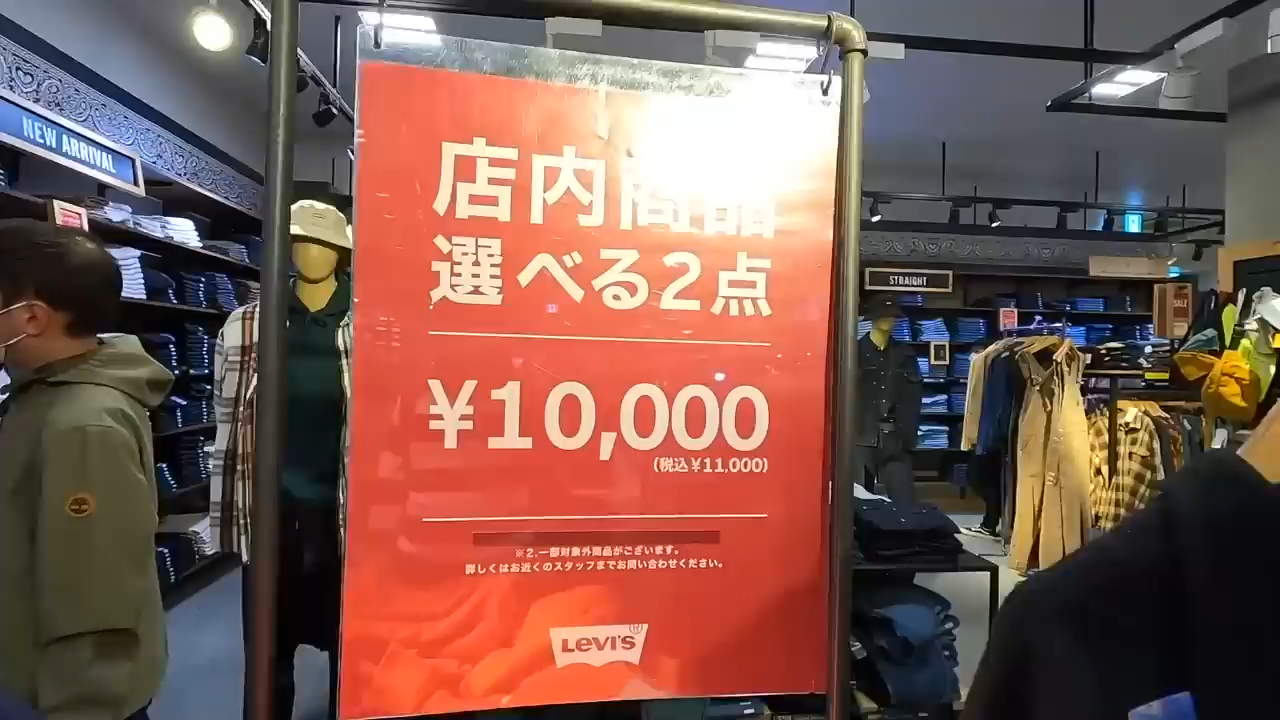 NEW ARRIVAL
店内商品
選べる2点
¥10,000
(税込¥11,000)
※2.一部対象外商品がございます。
詳しくはお近くのスタッフまでお問い合わせください。
LEVI'S®
STRAIGHT
SALE